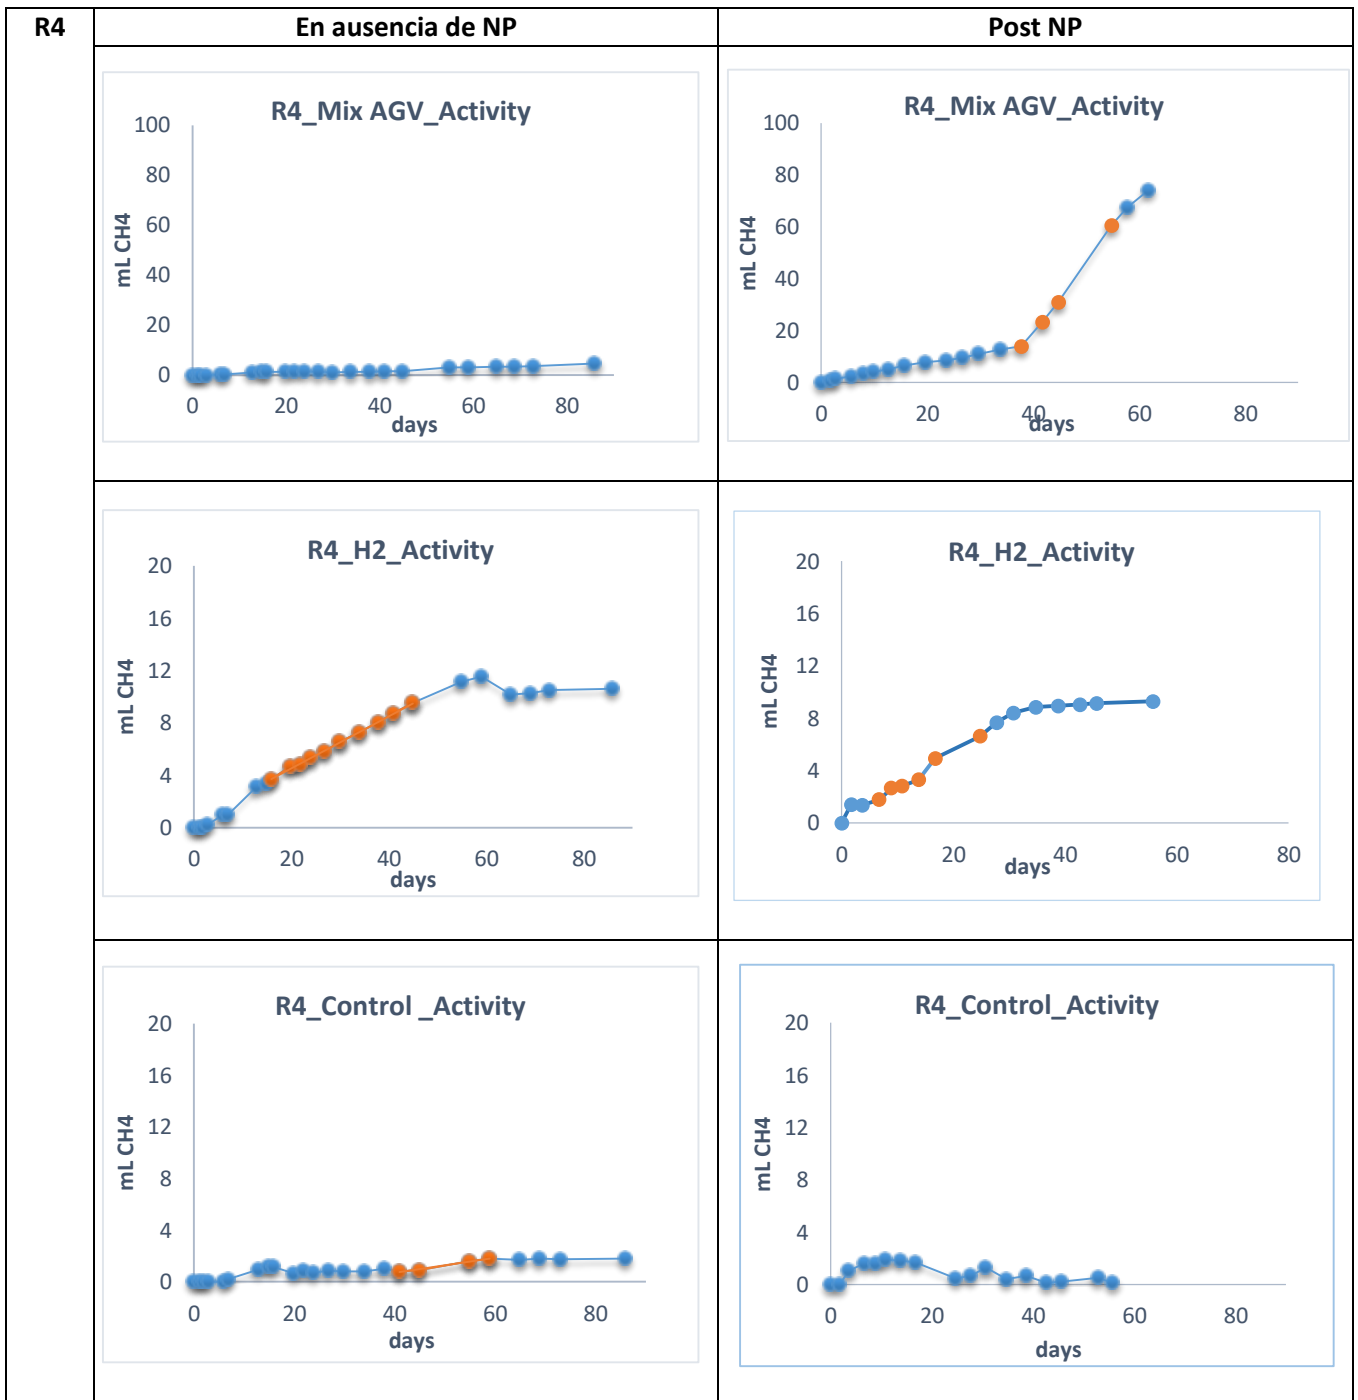 R4
En ausencia de NP
Post NP
R4_Mix AGV_Activity
mL CH4
100
80
60
40
20
0
0 20 40 60 80
days
R4_Mix AGV_Activity
mL CH4
100
80
60
40
20
0
0 20 40 60 80
days
R4_H2_Activity
mL CH4
20
16
12
8
4
0
0 20 40 60 80
days
R4_H2_Activity
mL CH4
20
16
12
8
4
0
0 20 40 60 80
days
R4_Control _Activity
mL CH4
20
16
12
8
4
0
0 20 40 60 80
days
R4_Control_Activity
mL CH4
20
16
12
8
4
0
0 20 40 60 80
days